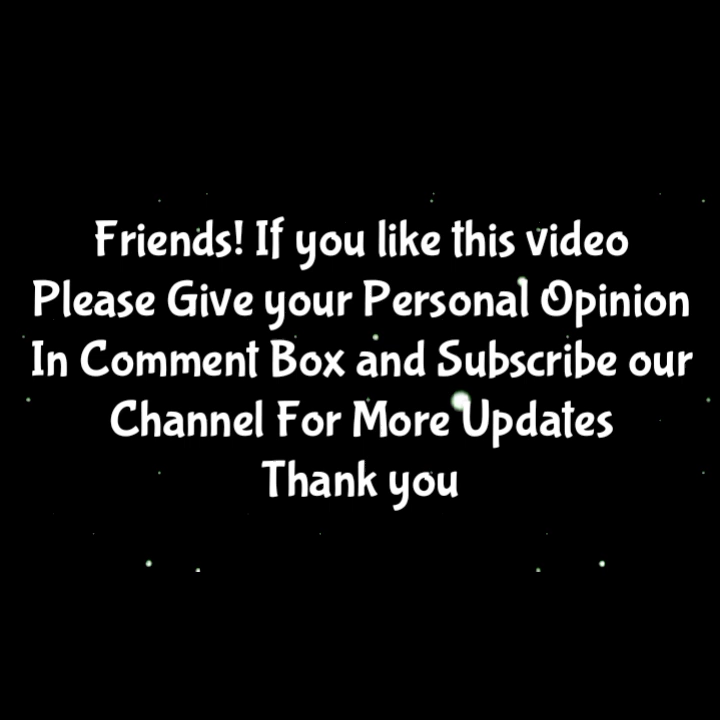 Friends! If you like this video
Please Give your Personal Opinion
In Comment Box and Subscribe our
Channel For More Updates
Thank you